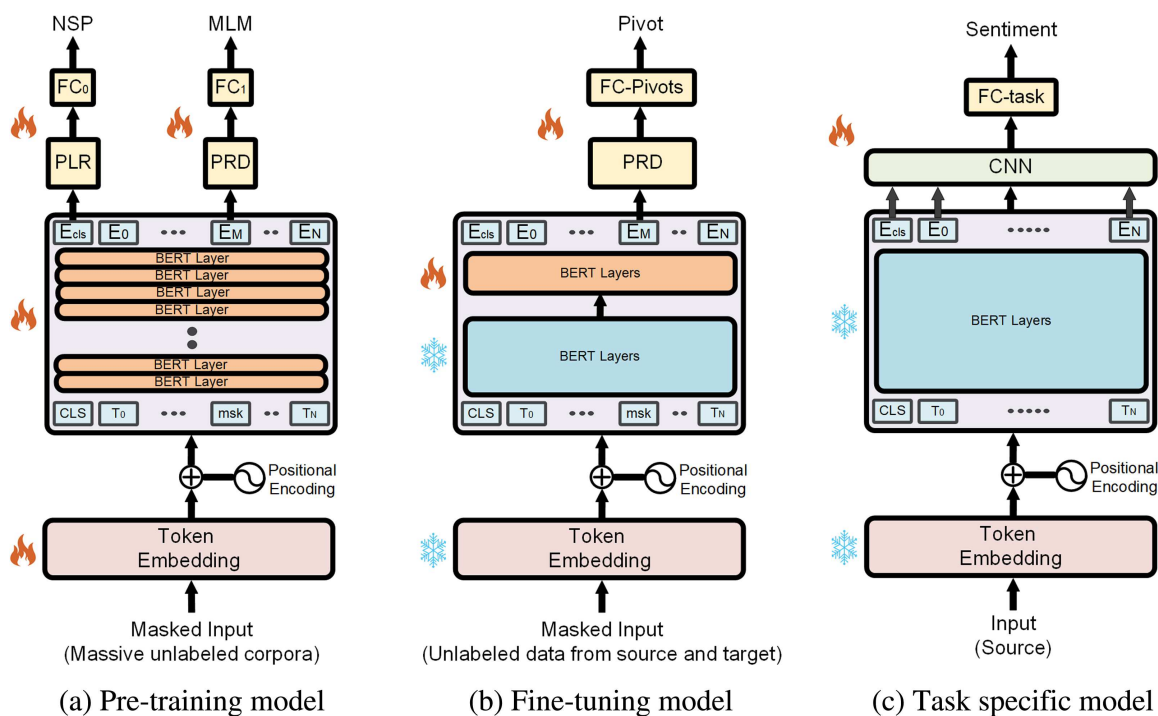 NSP
MLM
FC0
FC1
PLR
PRD
Ecls
E0
EM
EN
BERT Layer
BERT Layer
BERT Layer
BERT Layer
BERT Layer
BERT Layer
CLS
T0
msk
TN
Positional
Encoding
Token
Embedding
Masked Input
(Massive unlabeled corpora)
(a) Pre-training model
Pivot
FC-Pivots
PRD
Ecls
E0
EM
EN
BERT Layers
BERT Layers
CLS
T0
msk
TN
Positional
Encoding
Token
Embedding
Masked Input
(Unlabeled data from source and target)
(b) Fine-tuning model
Sentiment
FC-task
CNN
Ecls
E0
EN
BERT Layers
CLS
T0
TN
Positional
Encoding
Token
Embedding
Input
(Source)
(c) Task specific model